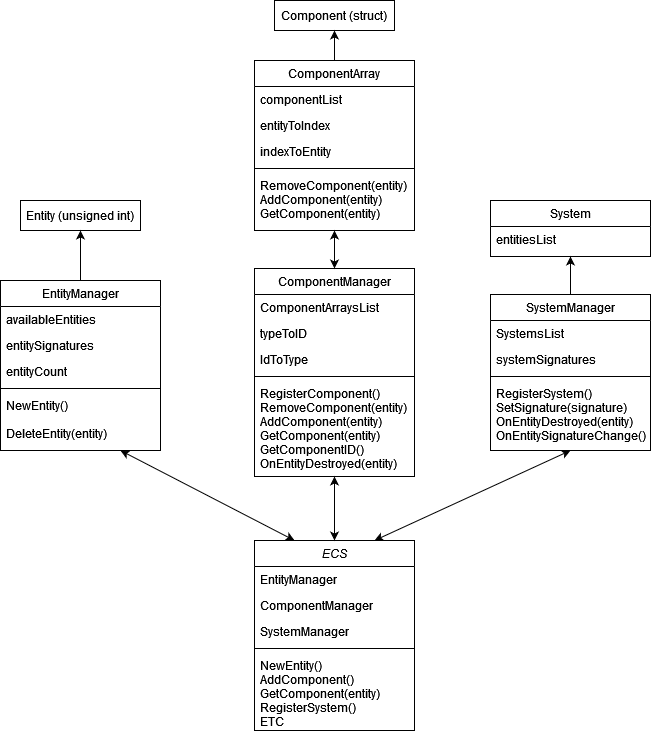 Component (struct)
ComponentArray
componentList
entityToIndex
indexToEntity
RemoveComponent(entity)
AddComponent(entity)
GetComponent(entity)
Entity (unsigned int)
System
entitiesList
EntityManager
availableEntities
entitySignatures
entityCount
NewEntity()
DeleteEntity(entity)
ComponentManager
ComponentArraysList
typeToID
IdToType
RegisterComponent()
RemoveComponent(entity)
AddComponent(entity)
GetComponent(entity)
GetComponentID()
OnEntityDestroyed(entity)
SystemManager
SystemsList
systemSignatures
RegisterSystem()
SetSignature(signature)
OnEntityDestroyed(entity)
OnEntitySignatureChange()
ECS
EntityManager
ComponentManager
SystemManager
NewEntity()
AddComponent()
GetComponent(entity)
RegisterSystem()
ETC